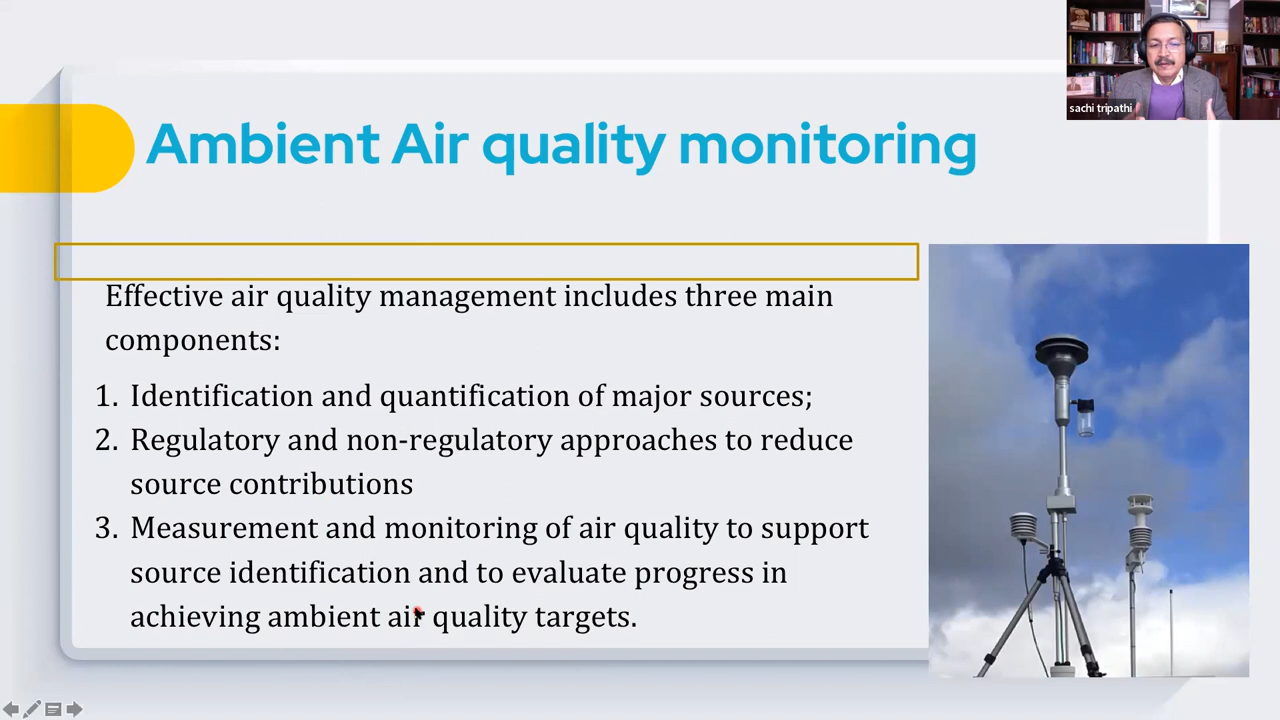 sachi tripathi
Ambient Air quality monitoring
Effective air quality management includes three main
components:
1. Identification and quantification of major sources;
2. Regulatory and non-regulatory approaches to reduce
source contributions
3. Measurement and monitoring of air quality to support
source identification and to evaluate progress in
achieving ambient air quality targets.